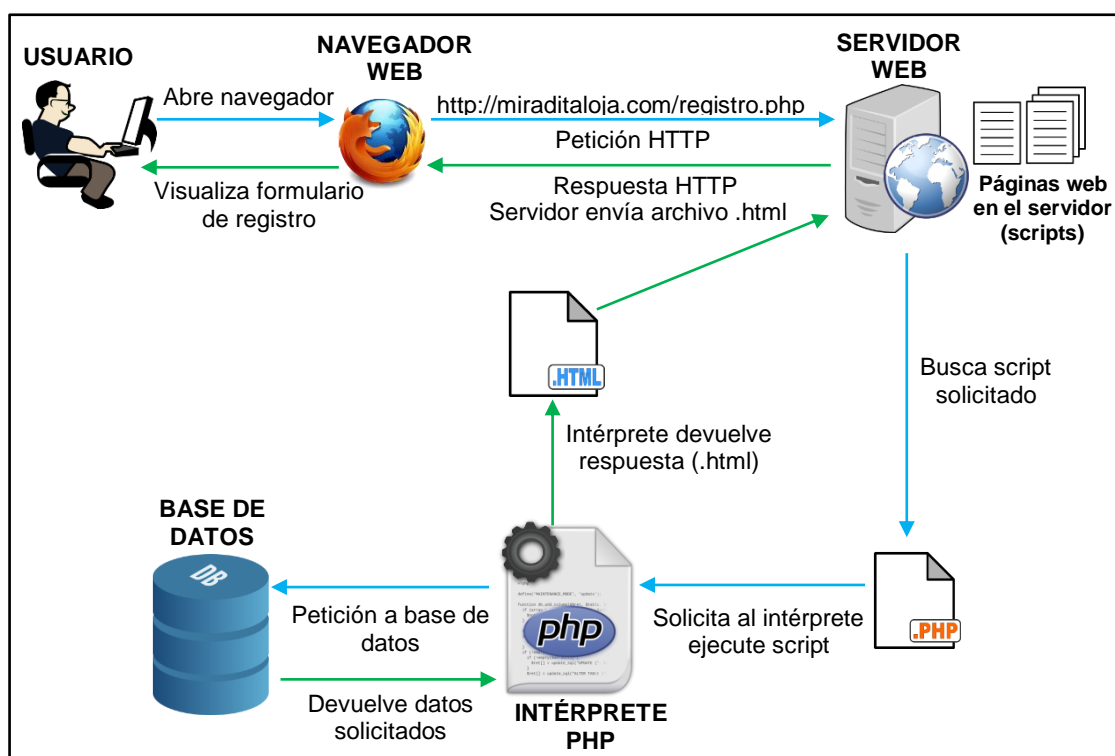 USUARIO
NAVEGADOR
WEB
SERVIDOR
WEB
Abre navegador
http://miraditaloja.com/registro.php
Petición HTTP
Visualiza formulario
de registro
Respuesta HTTP
Servidor envía archivo .html
Páginas web
en el servidor
(scripts)
.HTML
Busca script
solicitado
Intérprete devuelve
respuesta (.html)
BASE DE
DATOS
DB
Petición a base de
datos
php
Solicita al intérprete
ejecute script
.PHP
Devuelve datos
solicitados
INTÉRPRETE
PHP